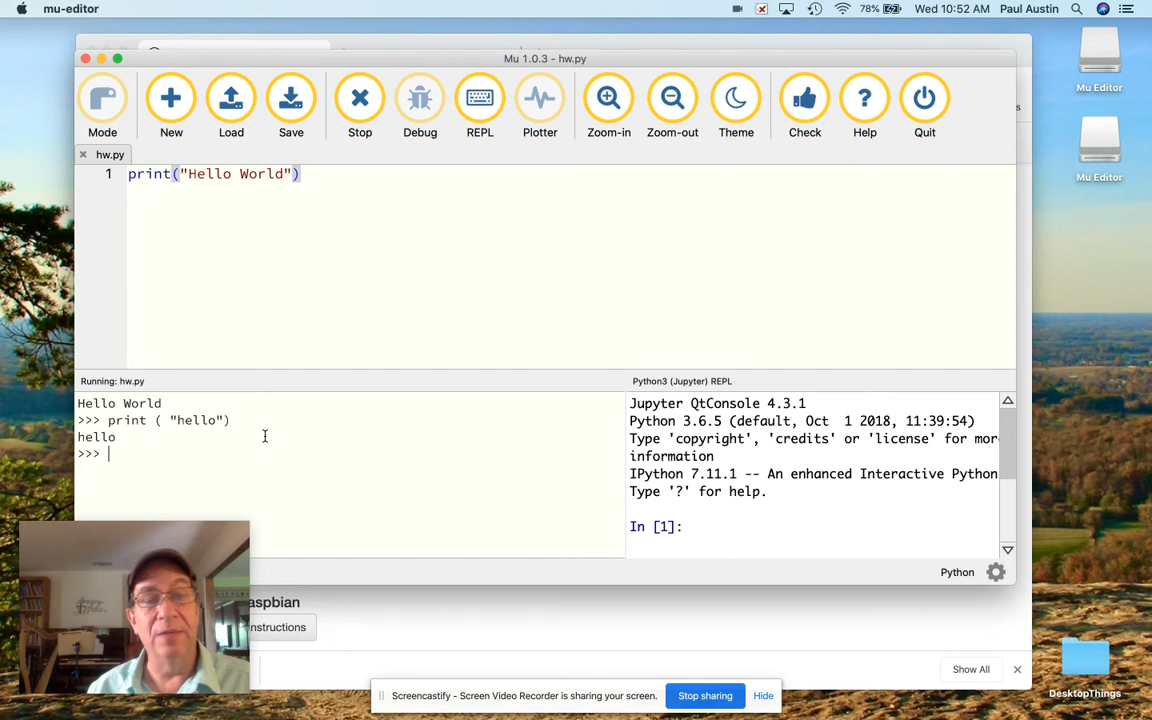 mu-editor
78%
Wed 10:52 AM
Paul Austin
Mu 1.0.3 - hw.py
Mode
New
Load
Save
Stop
Debug
REPL
Plotter
Zoom-in
Zoom-out
Theme
Check
Help
Quit
hw.py
1 print("Hello World")
Running: hw.py
Hello World
>>> print ( "hello")
hello
>>>
Python3 (Jupyter) REPL
Jupyter QtConsole 4.3.1
Python 3.6.5 (default, Oct 1 2018, 11:39:54)
Type 'copyright', 'credits' or 'license' for more
information
IPython 7.11.1 -- An enhanced Interactive Python
Type '?' for help.
In [1]:
Python
aspbian
nstructions
Show All
Screencastify - Screen Video Recorder is sharing your screen.
Stop sharing
Hide
Mu Editor
Mu Editor
DesktopThings